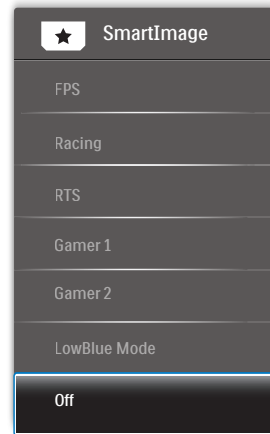 SmartImage
FPS
Racing
RTS
Gamer 1
Gamer 2
LowBlue Mode
Off